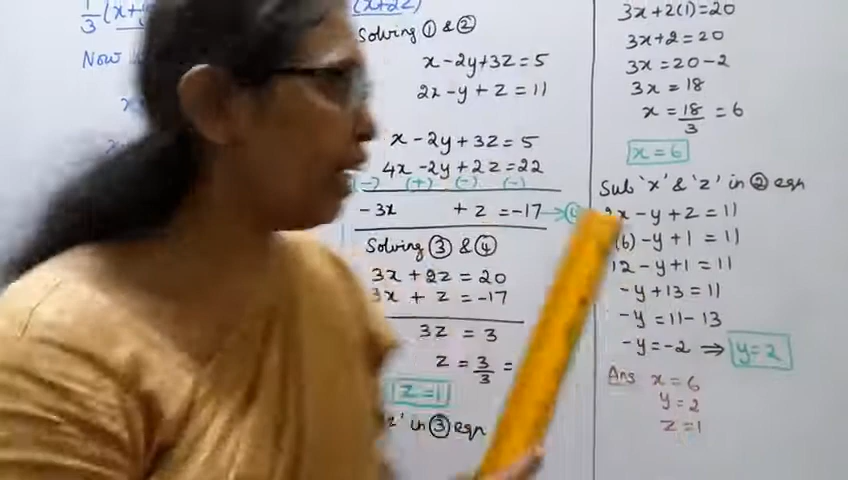 Now
Solving ① & ②
x - 2y + 3z = 5
2x - y + z = 11
x - 2y + 3z = 5
4x - 2y + 2z = 22
(-) (+) (-) (-)
- 3x + z = -17
Solving ③ & ④
3x + 2z = 20
3x + z = -17
3z = 3
z = 3/3 =
z = 1
'z' in ③ eqn
3x + 2(1) = 20
3x + 2 = 20
3x = 20 - 2
3x = 18
x = 18/3 = 6
x = 6
Sub 'x' & 'z' in ② eqn
2x - y + z = 11
(6) - y + 1 = 11
12 - y + 1 = 11
-y + 13 = 11
-y = 11 - 13
-y = -2 ⇒ y = 2
Ans x = 6
y = 2
z = 1